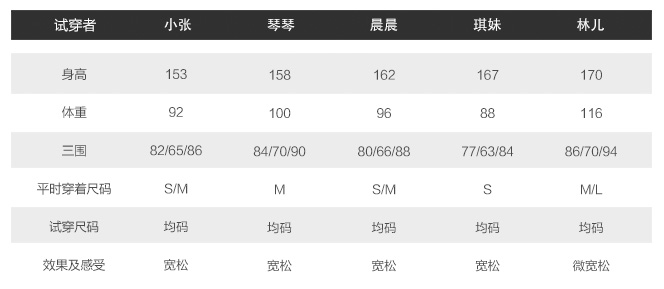 试穿者 小张 琴琴 晨晨 琪妹 林儿
身高 153 158 162 167 170
体重 92 100 96 88 116
三围 82/65/86 84/70/90 80/66/88 77/63/84 86/70/94
平时穿着尺码 S/M M S/M S M/L
试穿尺码 均码 均码 均码 均码 均码
效果及感受 宽松 宽松 宽松 宽松 微宽松